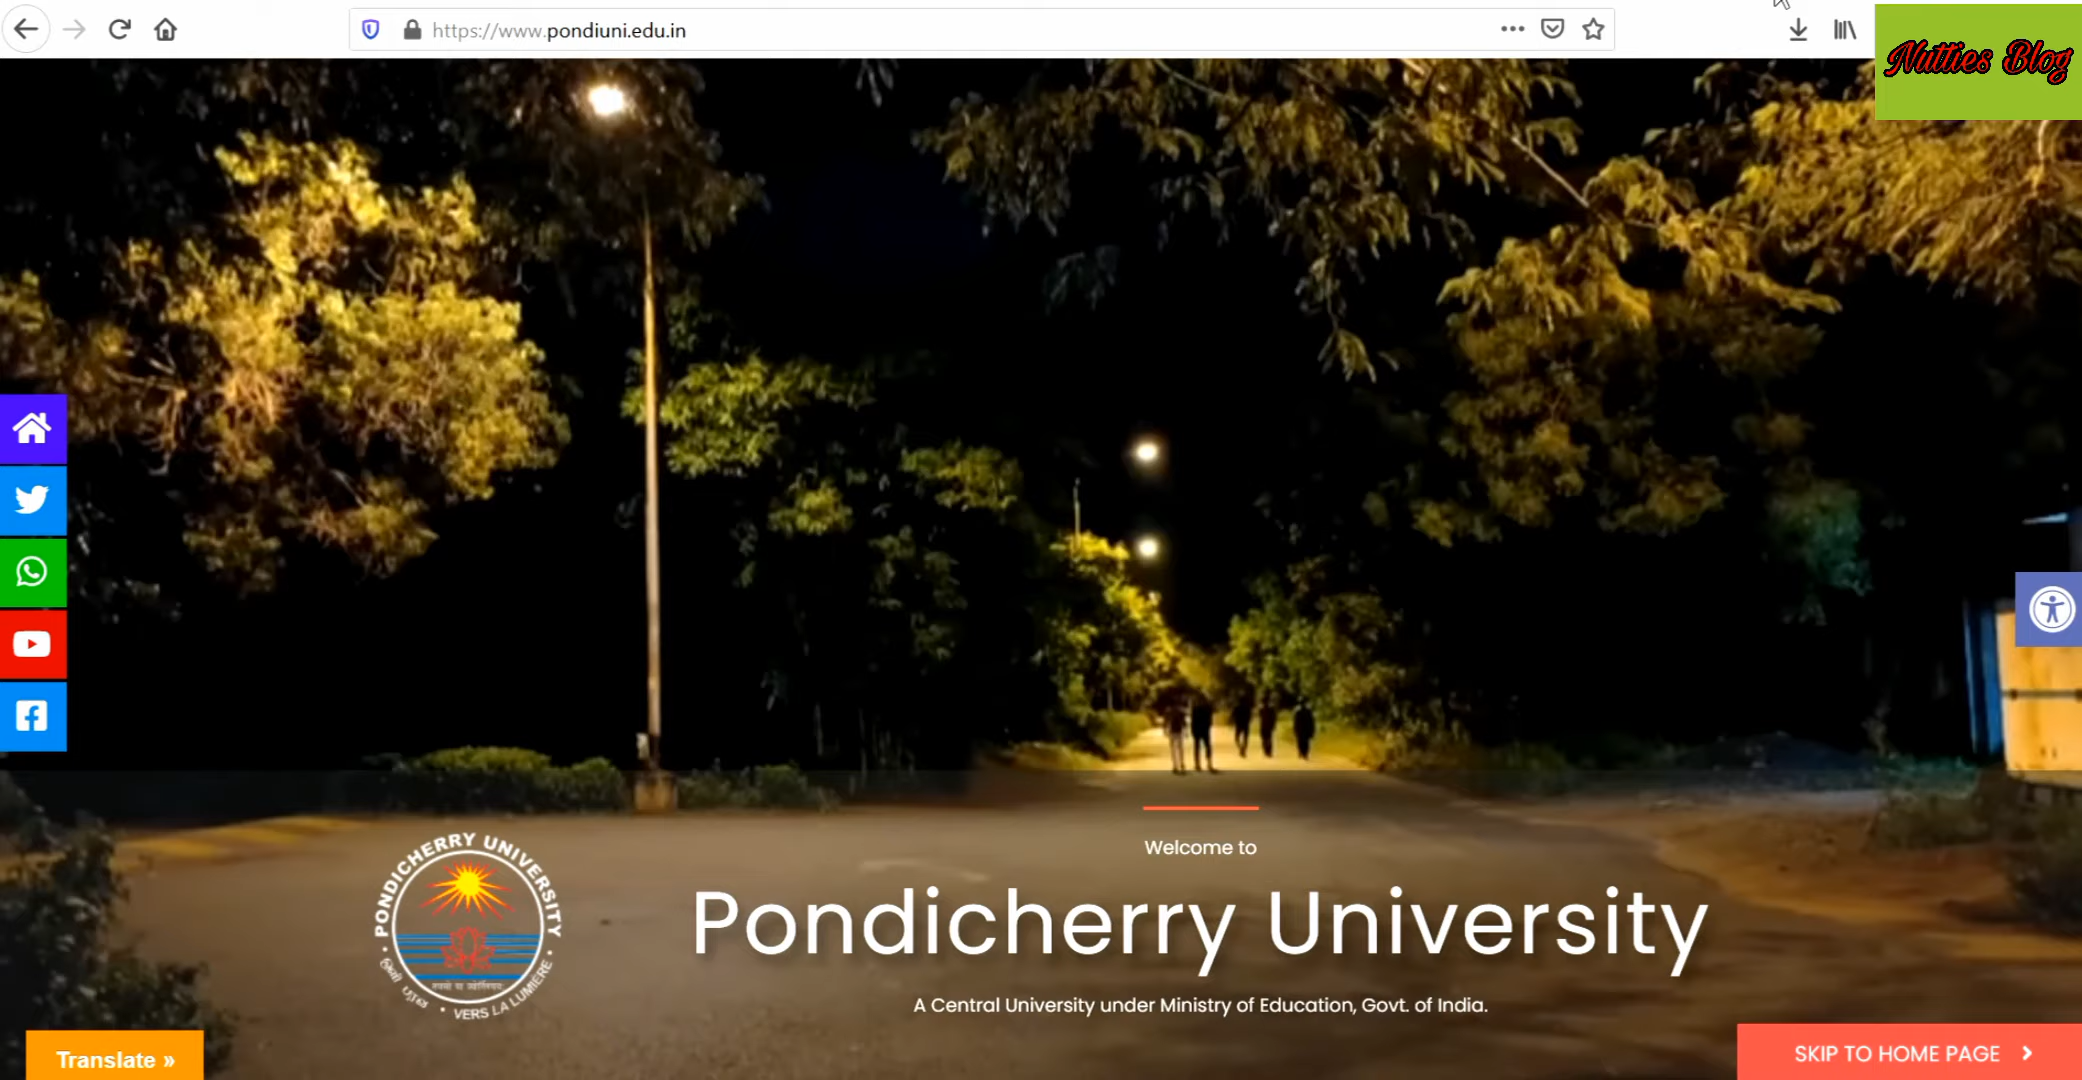 https://www.pondiuni.edu.in
Nutties Blog
Welcome to
Pondicherry University
A Central University under Ministry of Education, Govt. of India.
PONDICHERRY UNIVERSITY
VERS LA LUMIERE
Translate »
SKIP TO HOME PAGE